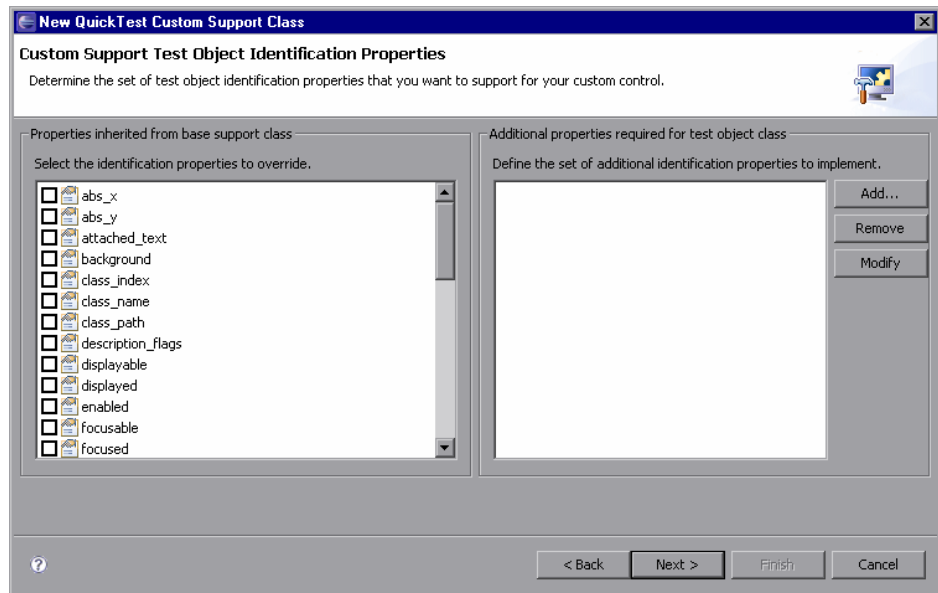 New QuickTest Custom Support Class
Custom Support Test Object Identification Properties
Determine the set of test object identification properties that you want to support for your custom control.
Properties inherited from base support class
Select the identification properties to override.
abs_x
abs_y
attached_text
background
class_index
class_name
class_path
description_flags
displayable
displayed
enabled
focusable
focused
Additional properties required for test object class
Define the set of additional identification properties to implement.
Add...
Remove
Modify
?
< Back
Next >
Finish
Cancel